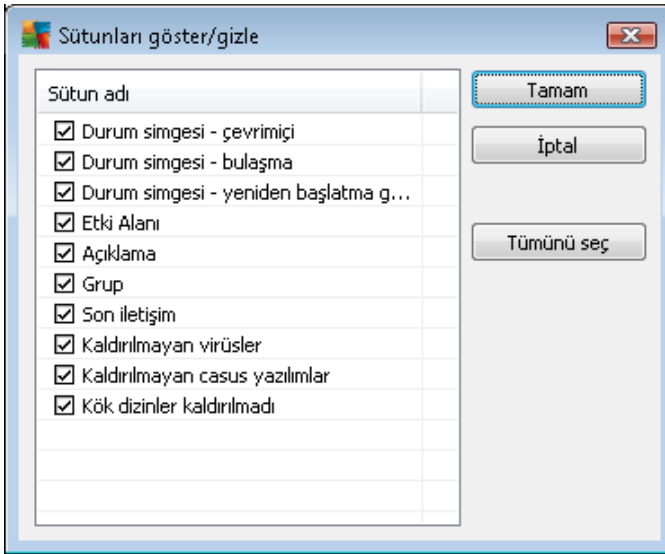 Sütunları göster/gizle
Sütun adı
Durum simgesi - çevrimiçi
Durum simgesi - bulaşma
Durum simgesi - yeniden başlatma g...
Etki Alanı
Açıklama
Grup
Son iletişim
Kaldırılmayan virüsler
Kaldırılmayan casus yazılımlar
Kök dizinler kaldırılmadı
Tamam
İptal
Tümünü seç